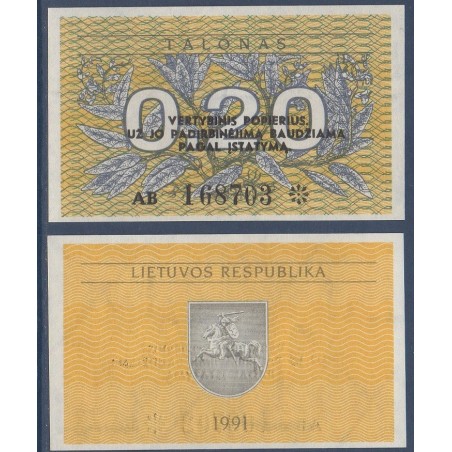 TALONAS
0.20
VERTYBINIS POPIERIUS.
UŽ JO PADIRBINĖJIMĄ BAUDŽIAMA
PAGAL ĮSTATYMĄ.
AB 168703
LIETUVOS RESPUBLIKA
1991